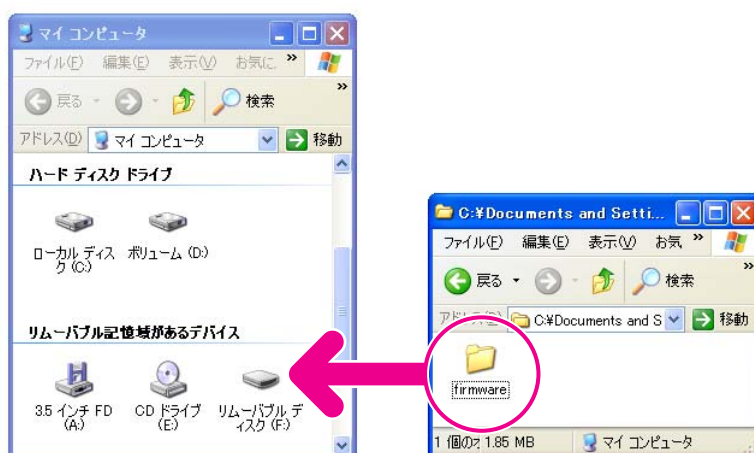 マイ コンピュータ
ファイル(F) 編集(E) 表示(V) お気に. »
戻る 検索 »
アドレス(D) マイ コンピュータ 移動
ハード ディスク ドライブ
ローカル ディス
ク (C:)
ボリューム (D:)
リムーバブル記憶域があるデバイス
3.5 インチ FD
(A:)
CD ドライブ
(E:)
リムーバブル デ
ィスク (F:)
C:¥Documents and Setti...
ファイル(F) 編集(E) 表示(V) お気 »
戻る 検索 »
C:¥Documents and S 移動
firmware
1 個の 1.85 MB マイ コンピュータ